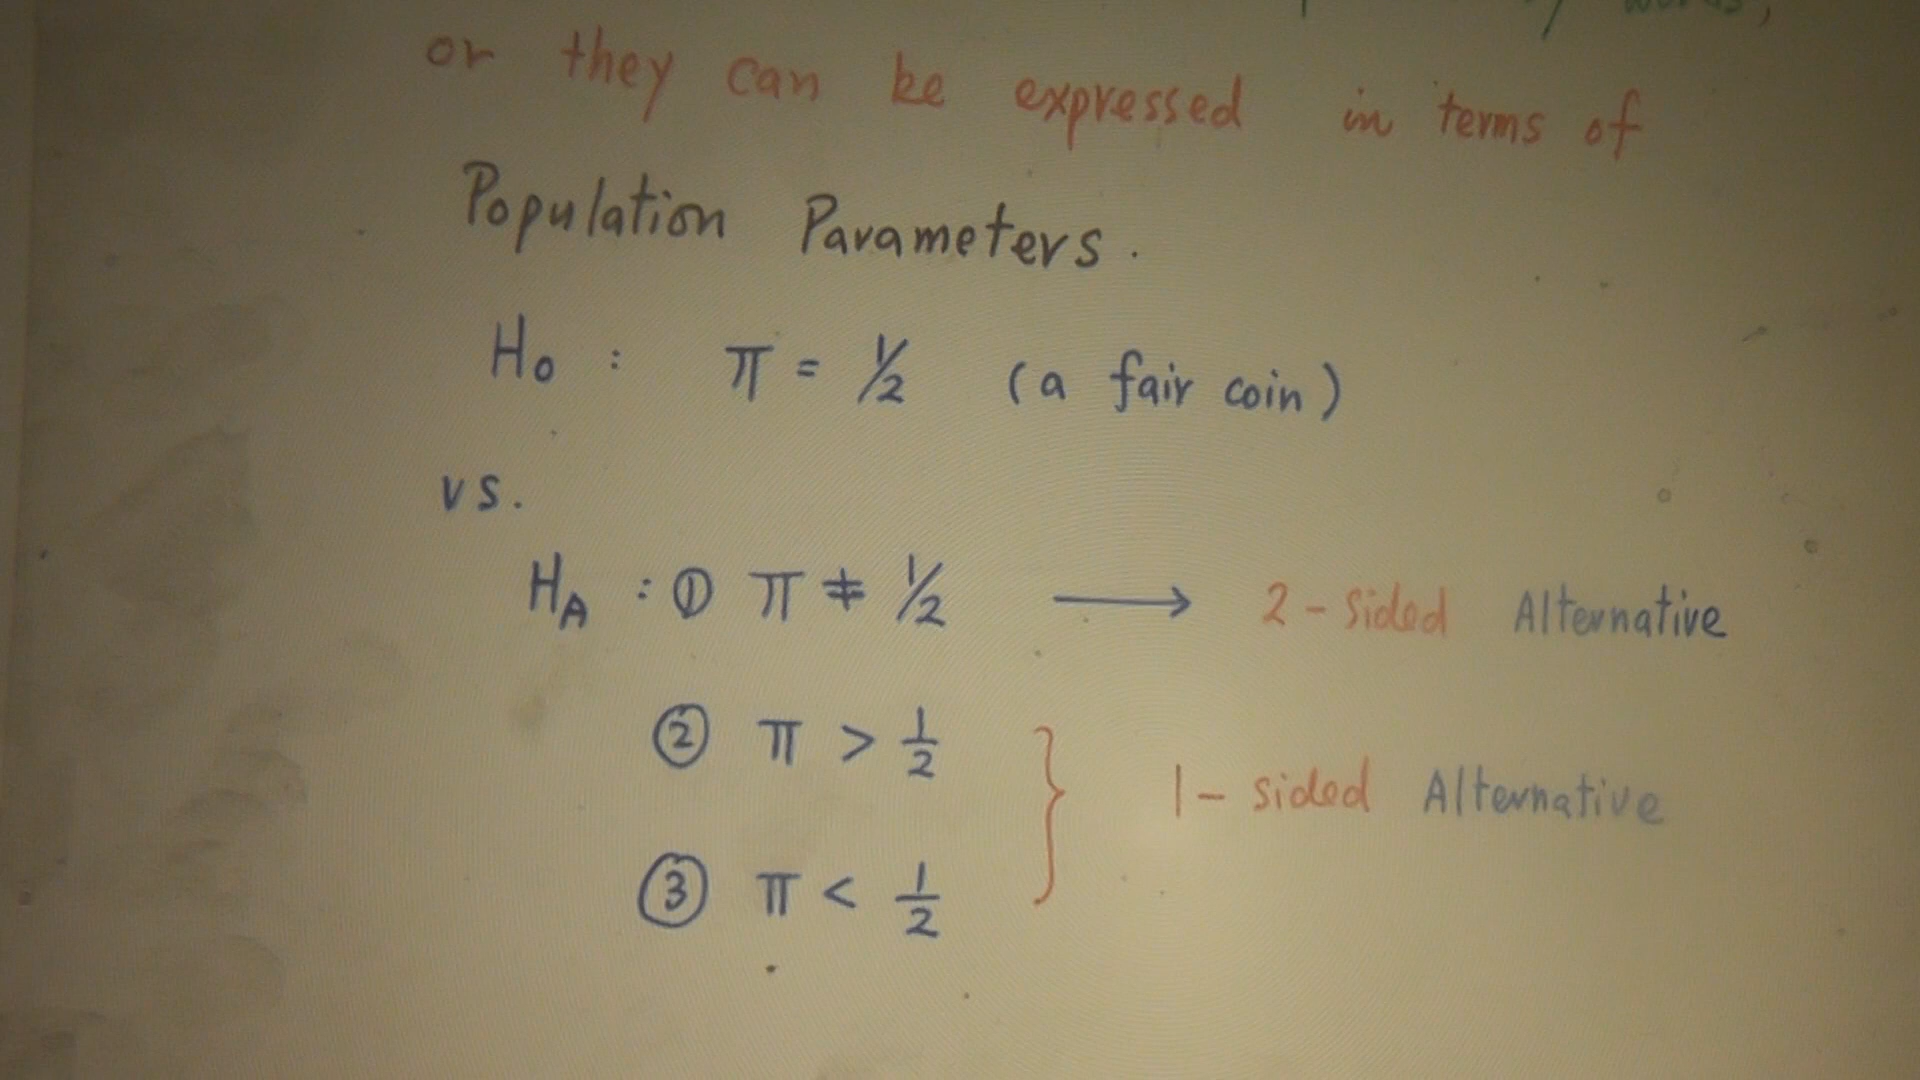 words,
or they can be expressed in terms of
Population Parameters.
H₀ : π = 1/2 (a fair coin)
vs.
H_A : ① π ≠ 1/2 ⟶ 2-sided Alternative
② π > 1/2
} 1-sided Alternative
③ π < 1/2